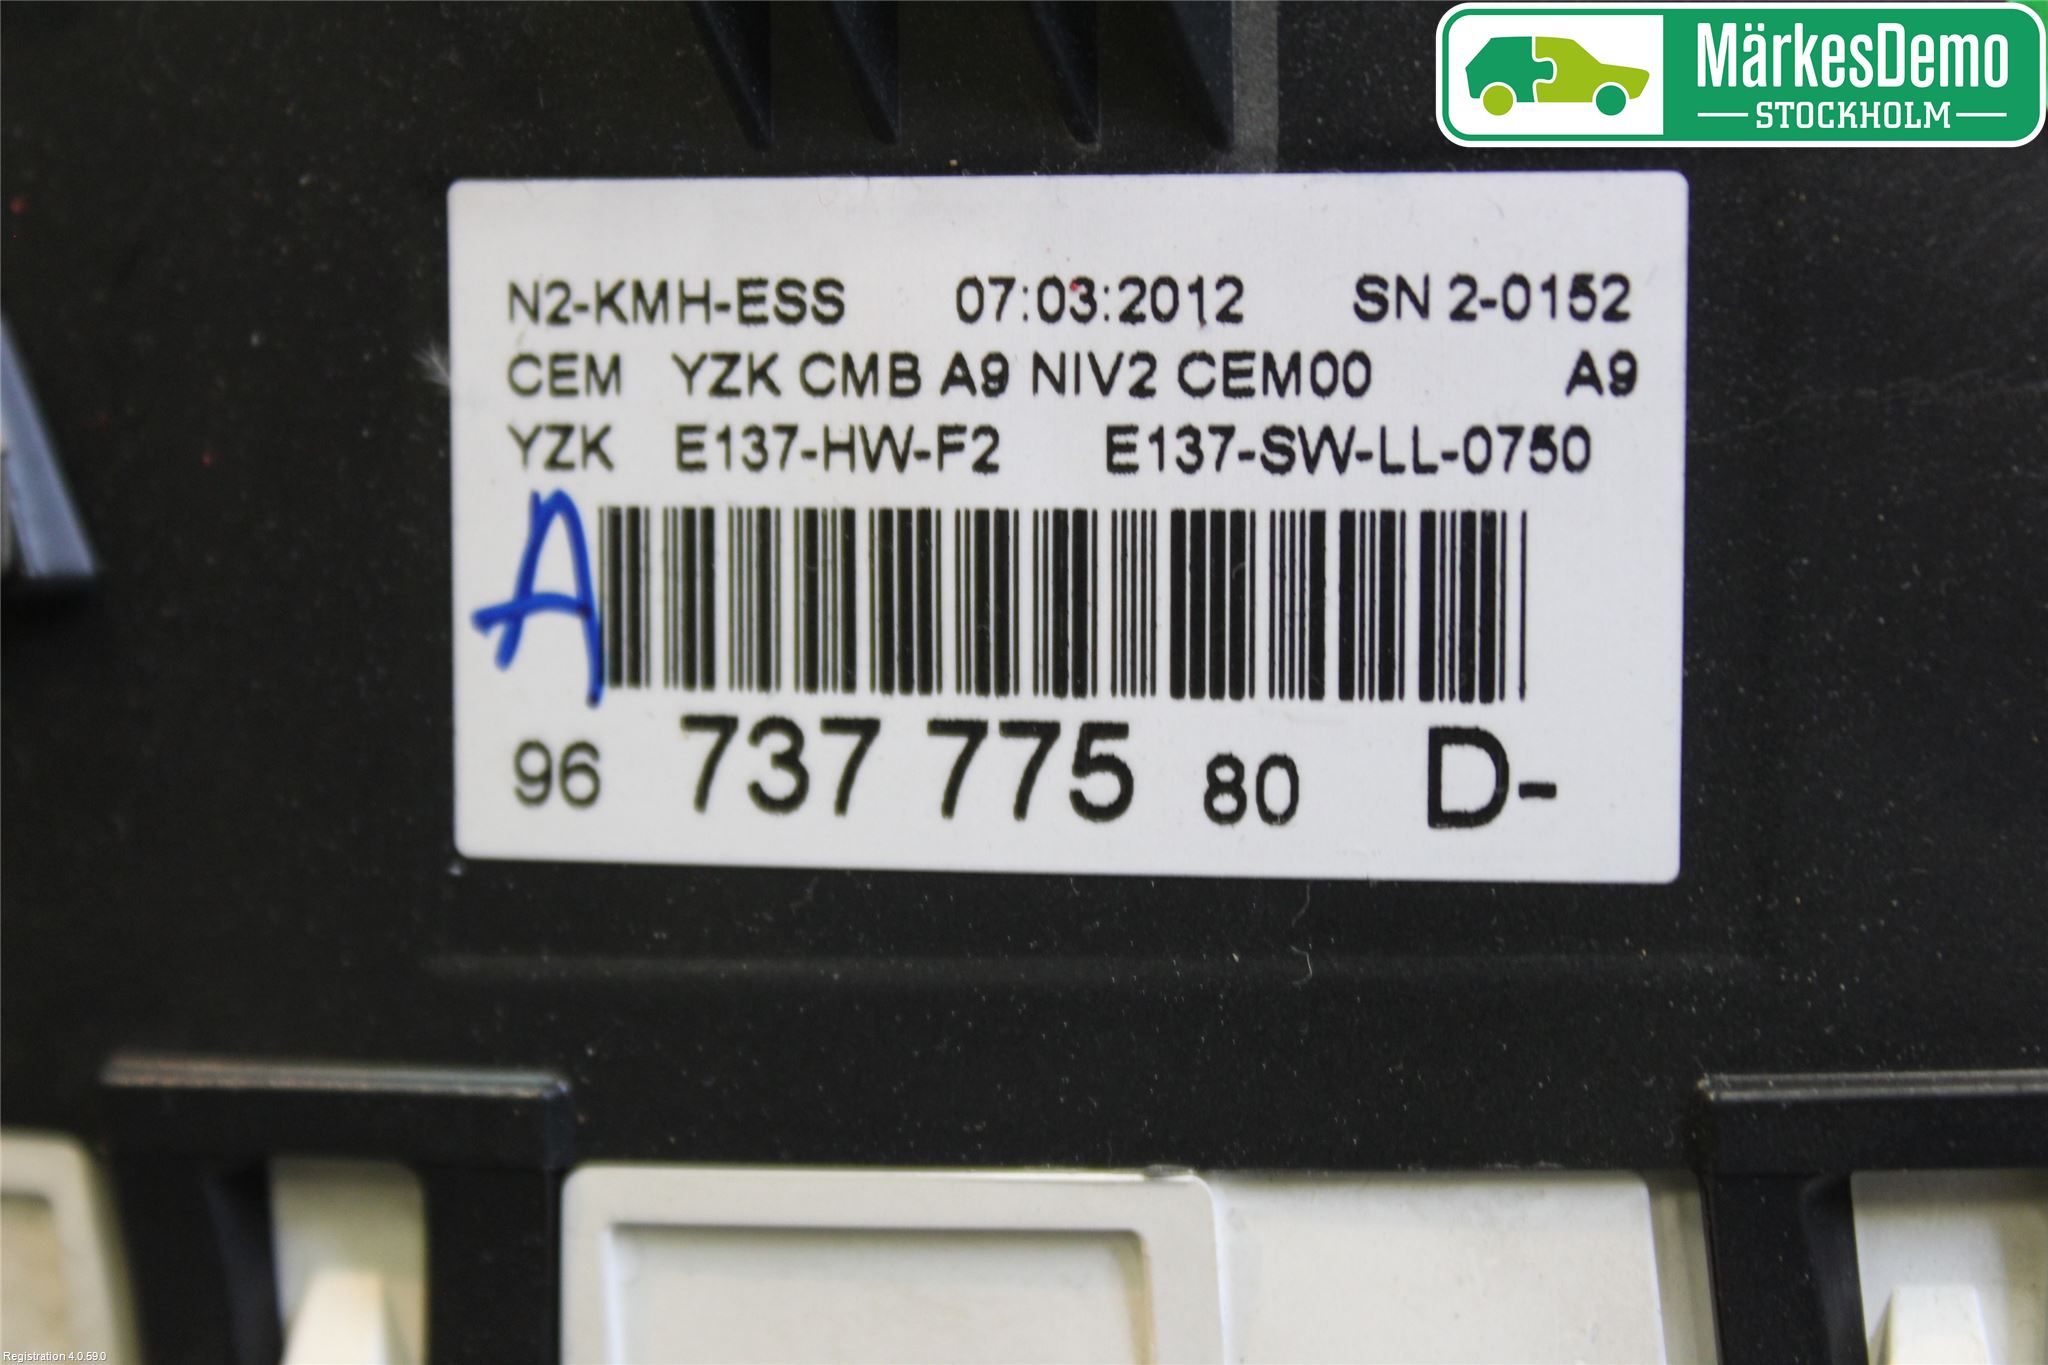 MärkesDemo
STOCKHOLM
N2-KMH-ESS 07:03:2012 SN 2-0152
CEM YZK CMB A9 NIV2 CEM00 A9
YZK E137-HW-F2 E137-SW-LL-0750
A
96 737 775 80 D-
Registration 4.0.59.0